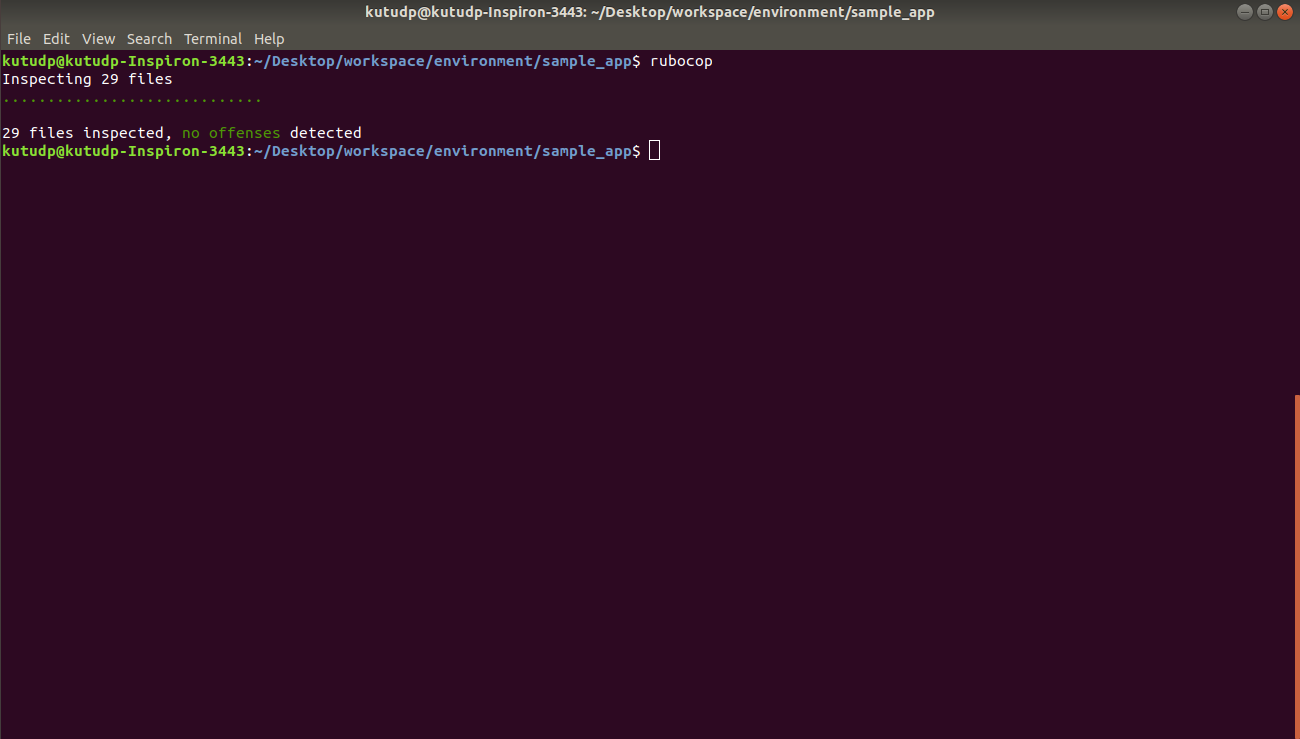 kutudp@kutudp-Inspiron-3443: ~/Desktop/workspace/environment/sample_app
File Edit View Search Terminal Help
kutudp@kutudp-Inspiron-3443:~/Desktop/workspace/environment/sample_app$ rubocop
Inspecting 29 files
.............................
29 files inspected, no offenses detected
kutudp@kutudp-Inspiron-3443:~/Desktop/workspace/environment/sample_app$